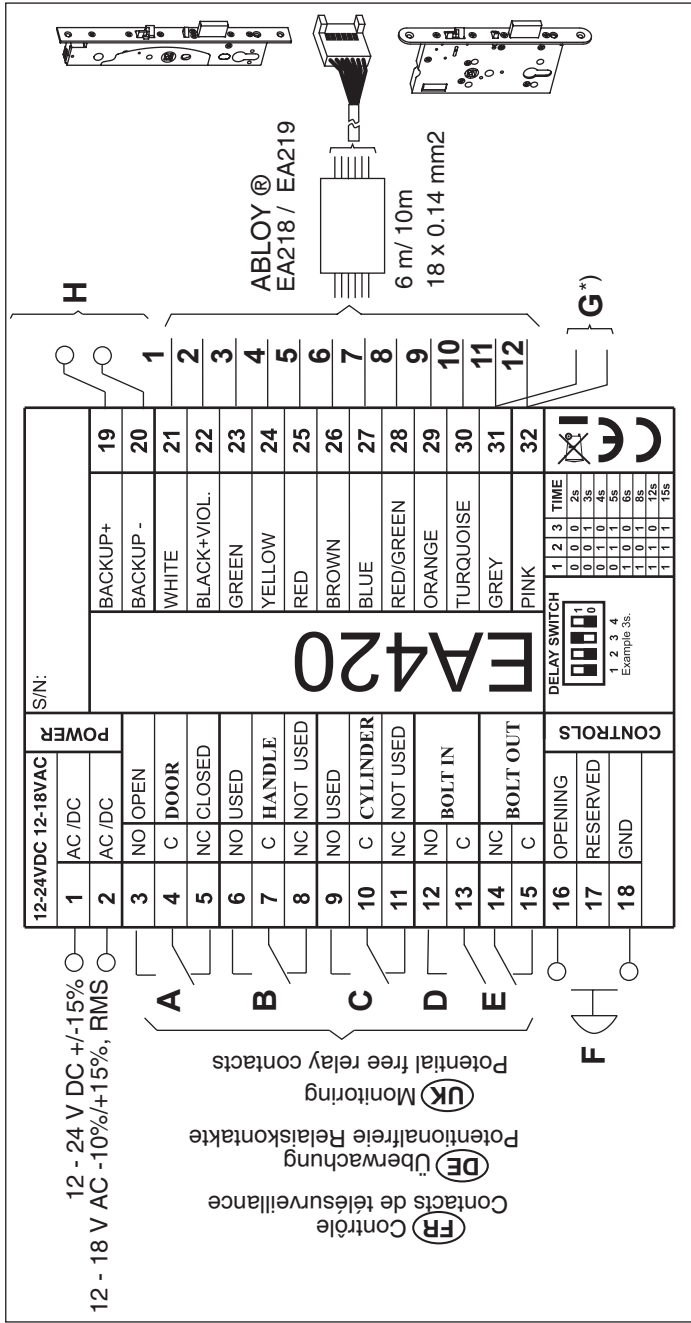 12 - 24 V DC +/-15%
12 - 18 V AC -10%/+15%, RMS
12-24VDC 12-18VAC
POWER
S/N:
1 AC /DC
2 AC /DC
3 NO OPEN
4 C DOOR
5 NC CLOSED
6 NO USED
7 C HANDLE
8 NC NOT USED
9 NO USED
10 C CYLINDER
11 NC NOT USED
12 NO BOLT IN
13 C
14 NC BOLT OUT
15 C
16 OPENING
17 RESERVED
18 GND
CONTROLS
A
B
C
D
E
F
UK Monitoring
Potential free relay contacts
DE Überwachung
Potentionalfreie Relaiskontakte
FR Contrôle
Contacts de télésurveillance
EA420
BACKUP+ 19
BACKUP - 20
WHITE 21
BLACK+VIOL. 22
GREEN 23
YELLOW 24
RED 25
BROWN 26
BLUE 27
RED/GREEN 28
ORANGE 29
TURQUOISE 30
GREY 31
PINK 32
DELAY SWITCH
1
0
1 2 3 4
Example 3s.
1 2 3 TIME
0 0 0 2s
0 0 1 3s
0 1 0 4s
0 1 1 5s
1 0 0 6s
1 0 1 8s
1 1 0 12s
1 1 1 15s
CE
H
1
2
3
4
5
6
7
8
9
10
11
12
G*)
ABLOY ®
EA218 / EA219
6 m/ 10m
18 x 0.14 mm2